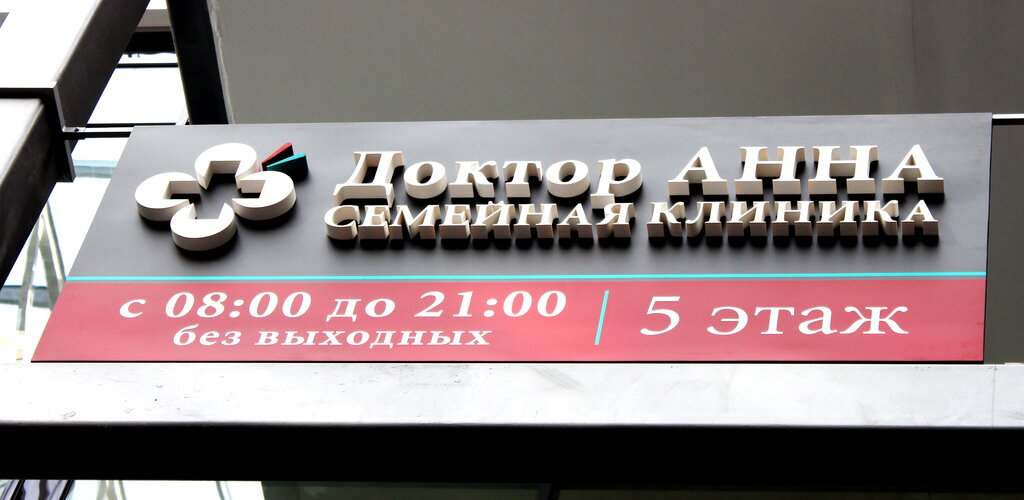 Доктор АННА
СЕМЕЙНАЯ КЛИНИКА
с 08:00 до 21:00
без выходных
5 этаж